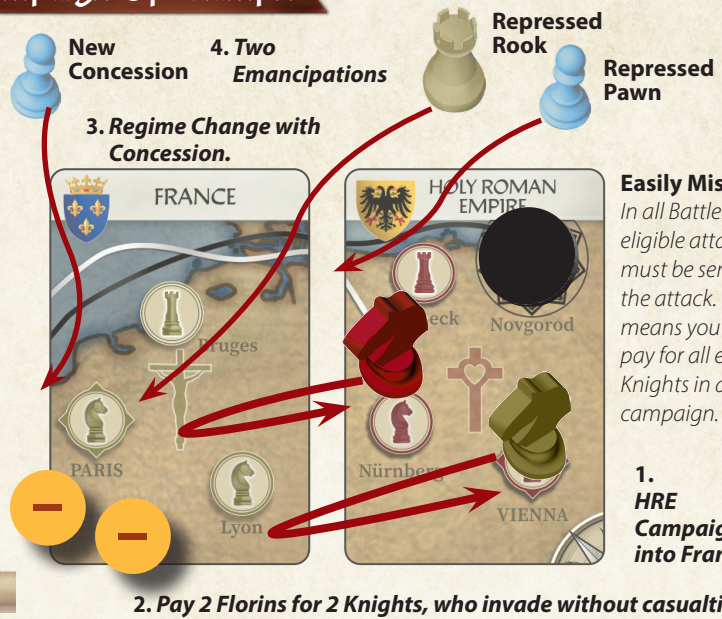 New
Concession
4. Two
Emancipations
Repressed
Rook
Repressed
Pawn
3. Regime Change with
Concession.
FRANCE
HOLY ROMAN
EMPIRE
Easily Mis
In all Battle
eligible atta
must be ser
the attack.
means you
pay for all e
Knights in a
campaign.
eck
Novgorod
Bruges
PARIS
Nürnberg
Lyon
VIENNA
1.
HRE
Campaig
into Fran
2. Pay 2 Florins for 2 Knights, who invade without casualti